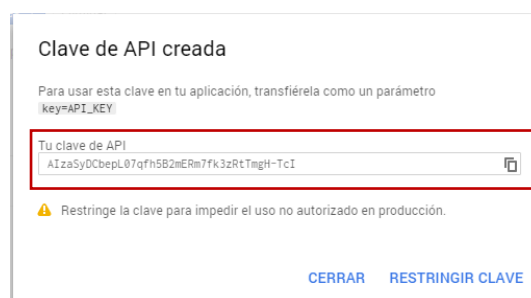 Clave de API creada
Para usar esta clave en tu aplicación, transfiérela como un parámetro
key=API_KEY
Tu clave de API
AIzaSyDCbepL07qfh5B2mERm7fk3zRtTmgH-TcI
Restringe la clave para impedir el uso no autorizado en producción.
CERRAR RESTRINGIR CLAVE